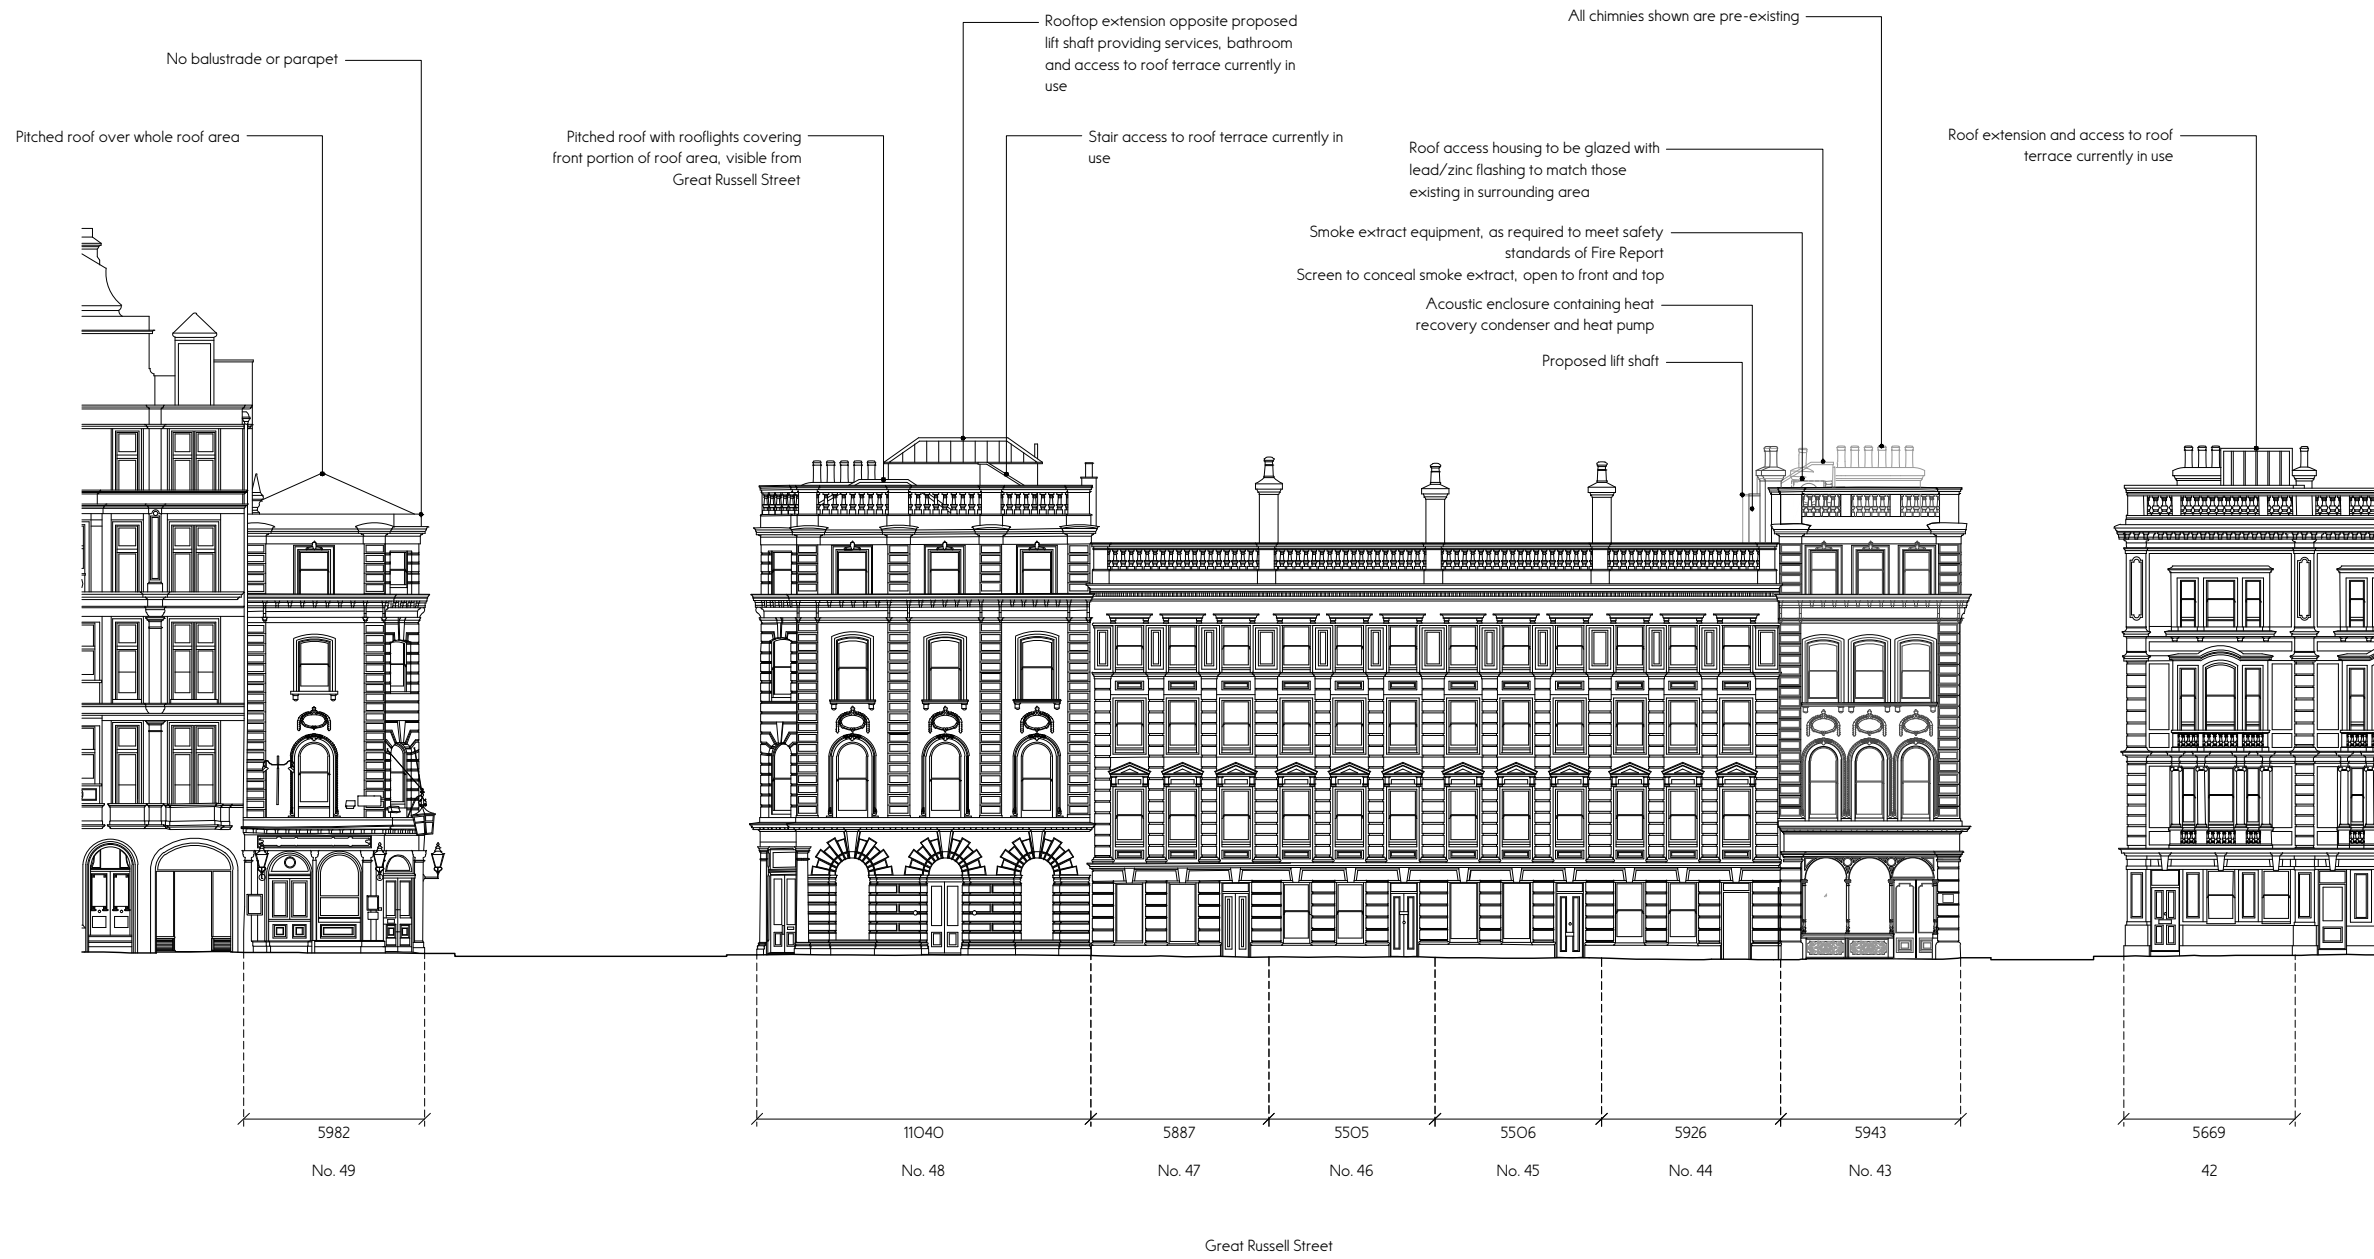 No balustrade or parapet
Pitched roof over whole roof area
Pitched roof with rooflights covering
front portion of roof area, visible from
Great Russell Street
Rooftop extension opposite proposed
lift shaft providing services, bathroom
and access to roof terrace currently in
use
Stair access to roof terrace currently in
use
All chimnies shown are pre-existing
Roof access housing to be glazed with
lead/zinc flashing to match those
existing in surrounding area
Smoke extract equipment, as required to meet safety
standards of Fire Report
Screen to conceal smoke extract, open to front and top
Acoustic enclosure containing heat
recovery condenser and heat pump
Proposed lift shaft
Roof extension and access to roof
terrace currently in use
5982
11040
5887
5505
5506
5926
5943
5669
No. 49
No. 48
No. 47
No. 46
No. 45
No. 44
No. 43
42
Great Russell Street